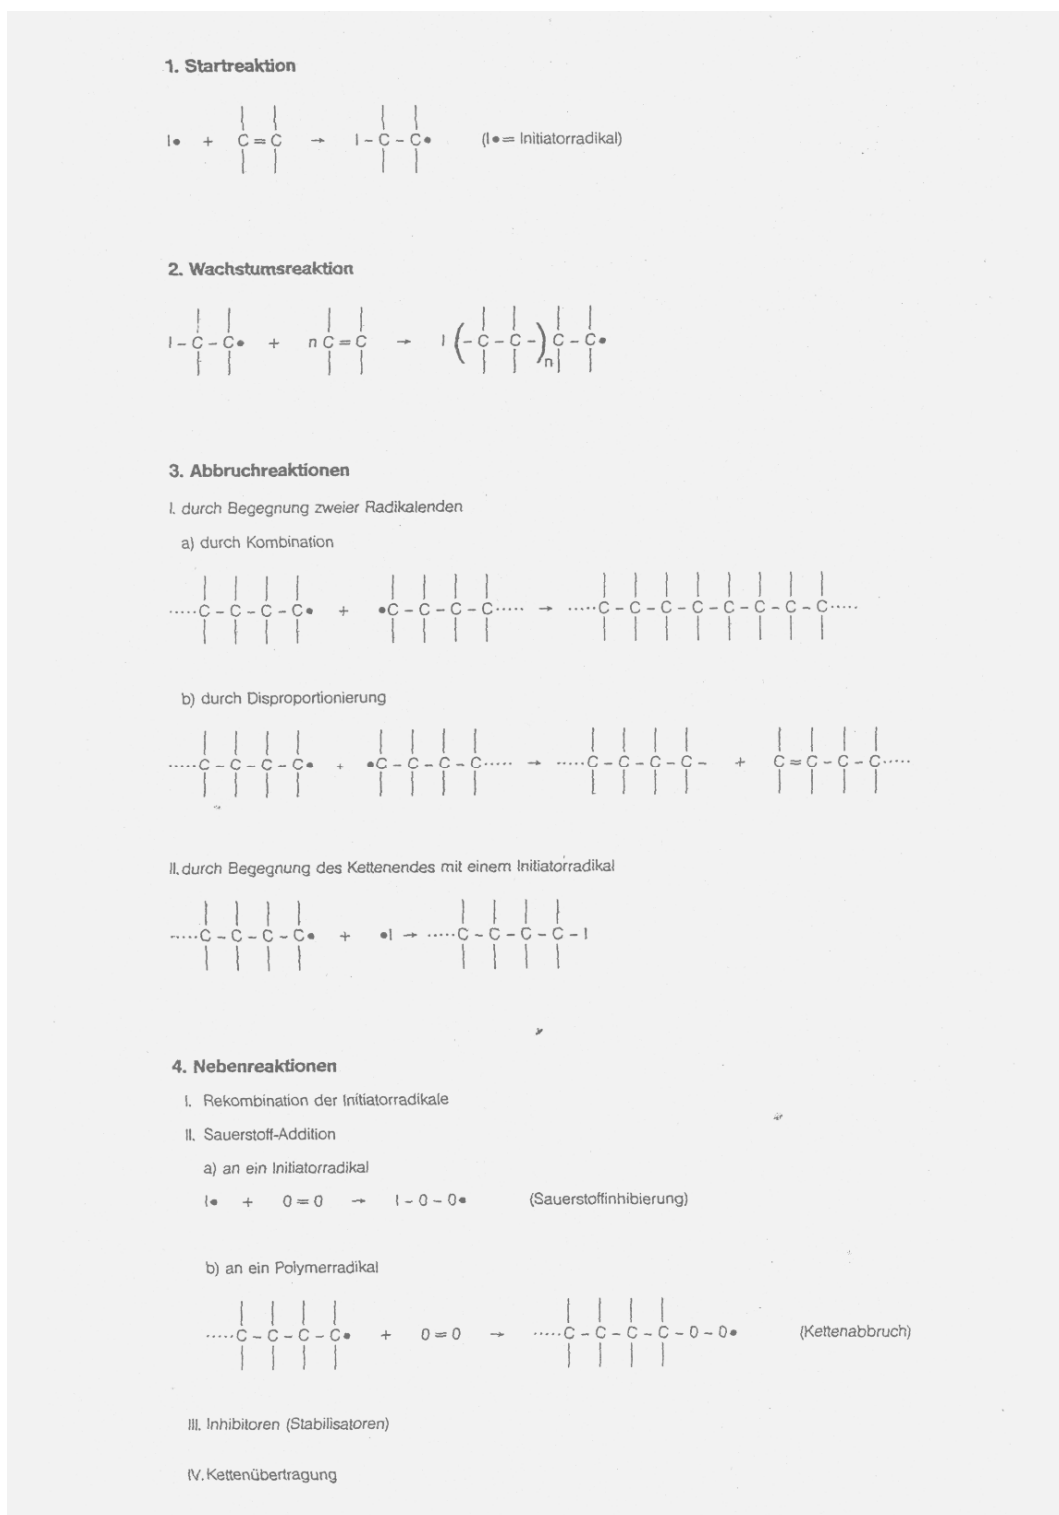 1. Startreaktion
I• + C = C → I – C – C• (I• = Initiatorradikal)
2. Wachstumsreaktion
I – C – C• + n C = C → I (– C – C –)n C – C•
3. Abbruchreaktionen
I. durch Begegnung zweier Radikalenden
a) durch Kombination
·····C – C – C – C• + •C – C – C – C····· → ·····C – C – C – C – C – C – C – C·····
b) durch Disproportionierung
·····C – C – C – C• + •C – C – C – C····· → ·····C – C – C – C – + C = C – C – C·····
II. durch Begegnung des Kettenendes mit einem Initiatorradikal
·····C – C – C – C• + •I → ·····C – C – C – C – I
4. Nebenreaktionen
I. Rekombination der Initiatorradikale
II. Sauerstoff-Addition
a) an ein Initiatorradikal
I• + O = O → I – O – O• (Sauerstoffinhibierung)
b) an ein Polymerradikal
·····C – C – C – C• + O = O → ·····C – C – C – C – O – O• (Kettenabbruch)
III. Inhibitoren (Stabilisatoren)
IV. Kettenübertragung